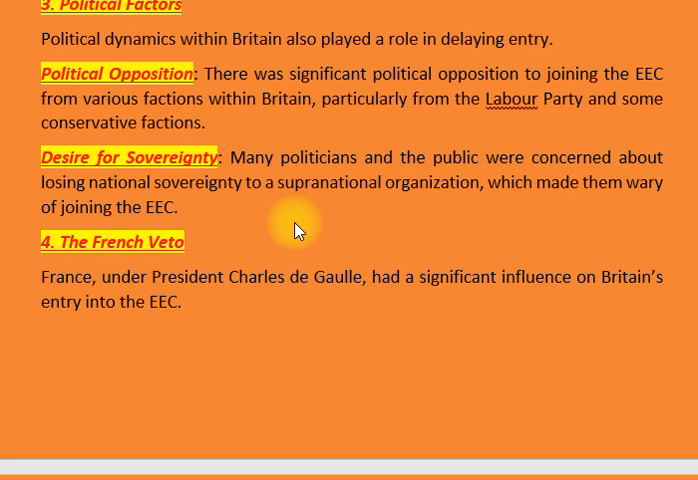 3. Political Factors
Political dynamics within Britain also played a role in delaying entry.
Political Opposition: There was significant political opposition to joining the EEC
from various factions within Britain, particularly from the Labour Party and some
conservative factions.
Desire for Sovereignty: Many politicians and the public were concerned about
losing national sovereignty to a supranational organization, which made them wary
of joining the EEC.
4. The French Veto
France, under President Charles de Gaulle, had a significant influence on Britain’s
entry into the EEC.